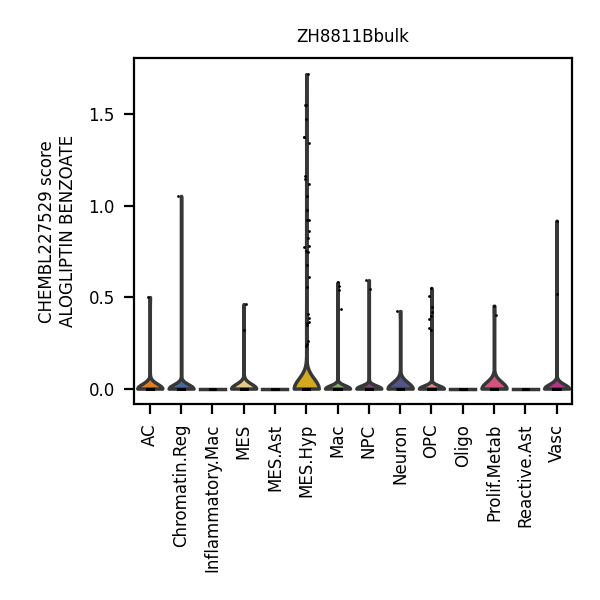 ZH8811Bbulk
CHEMBL227529 score
ALOGLIPTIN BENZOATE
1.5
1.0
0.5
0.0
AC
Chromatin.Reg
Inflammatory.Mac
MES
MES.Ast
MES.Hyp
Mac
NPC
Neuron
OPC
Oligo
Prolif.Metab
Reactive.Ast
Vasc